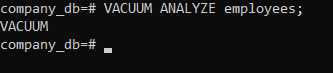 company_db=# VACUUM ANALYZE employees;
VACUUM
company_db=#